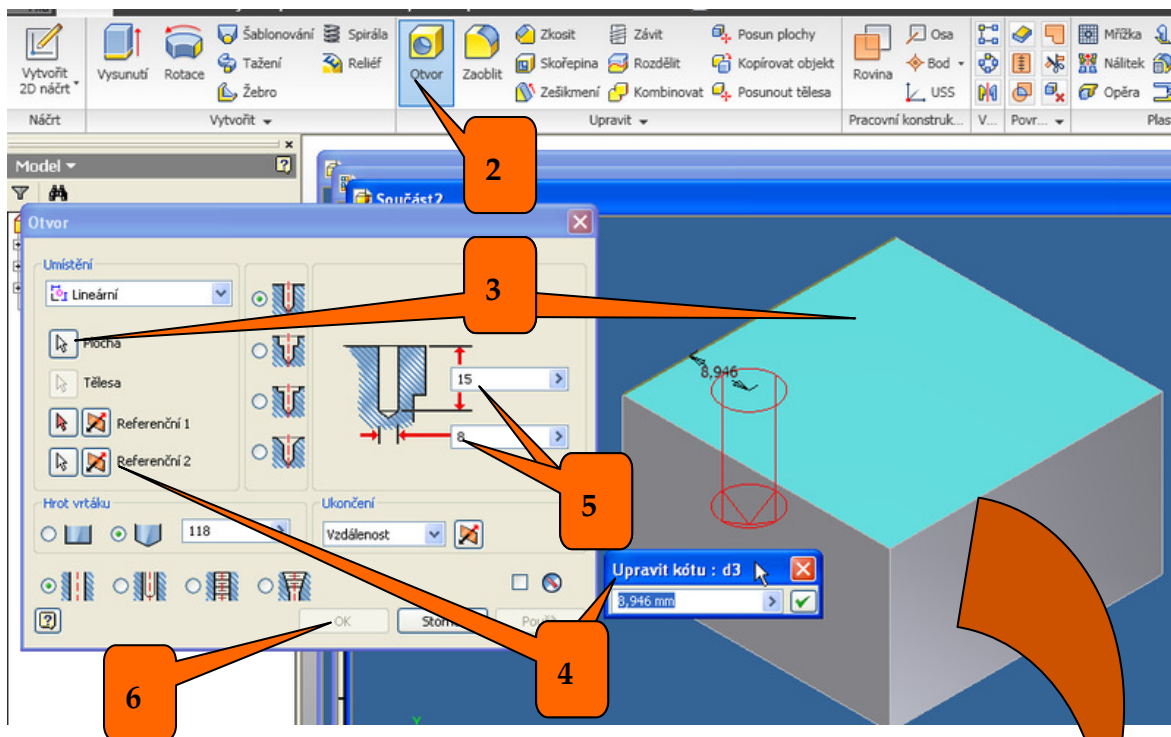 Šablonování Spirála Zkosit Závit Posun plochy Osa Mřížka
Vytvořit 2D náčrt Vysunutí Rotace Tažení Reliéf Otvor Zaoblit Skořepina Rozdělit Kopírovat objekt Rovina Bod Nálitek
Žebro Zešikmení Kombinovat Posunout tělesa USS Opěra
Náčrt Vytvořit Upravit Pracovní konstruk... V... Povr... Plas
2
Model
Součást2
Otvor
Umístění
Lineární
3
Plocha
8,946
Tělesa
15
Referenční 1
8
Referenční 2
5
Hrot vrtáku
Ukončení
118
Vzdálenost
Upravit kótu : d3
8,946 mm
OK
4
6
Y